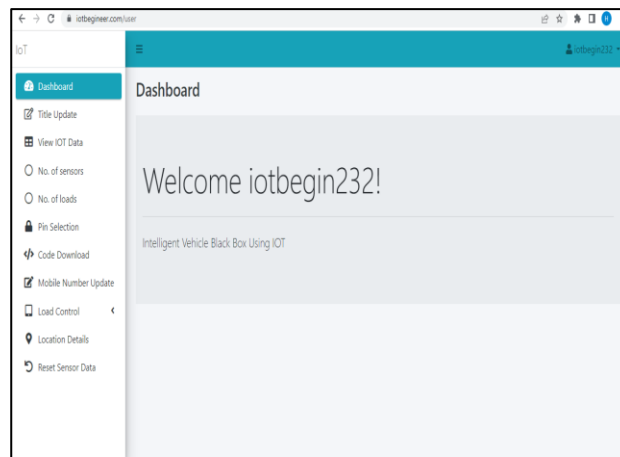 iotbegineer.com/user
H
IoT
iotbegin232
Dashboard
Title Update
View IOT Data
No. of sensors
No. of loads
Pin Selection
Code Download
Mobile Number Update
Load Control
Location Details
Reset Sensor Data
Dashboard
Welcome iotbegin232!
Intelligent Vehicle Black Box Using IOT